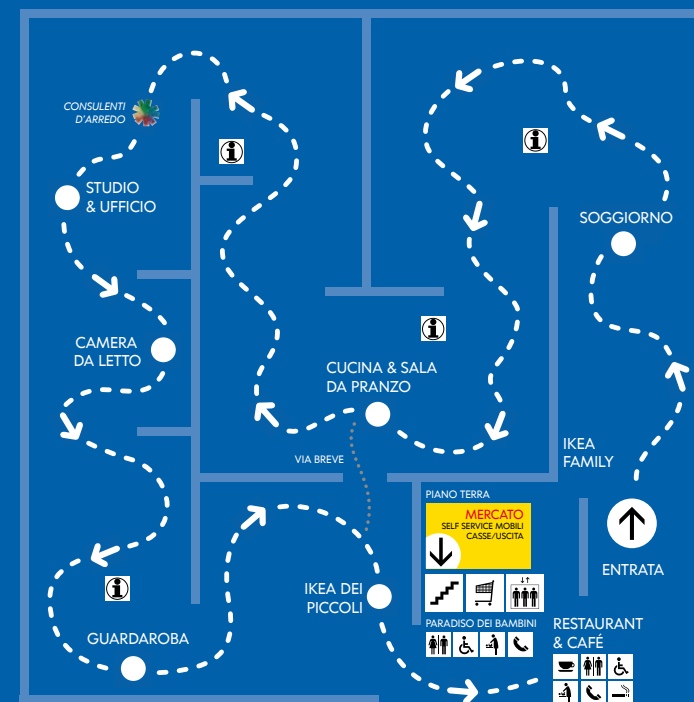 CONSULENTI
D'ARREDO
STUDIO
& UFFICIO
SOGGIORNO
CAMERA
DA LETTO
CUCINA & SALA
DA PRANZO
VIA BREVE
IKEA
FAMILY
PIANO TERRA
MERCATO
SELF SERVICE MOBILI
CASSE/USCITA
ENTRATA
IKEA DEI
PICCOLI
PARADISO DEI BAMBINI
RESTAURANT
& CAFÉ
GUARDAROBA